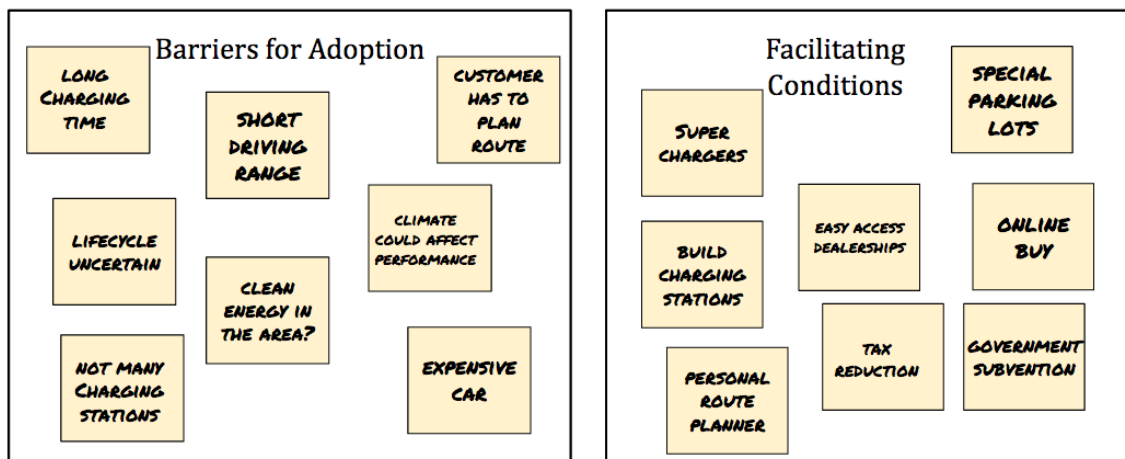 Barriers for Adoption
LONG
CHARGING
TIME
SHORT
DRIVING
RANGE
CUSTOMER
HAS TO
PLAN
ROUTE
LIFECYCLE
UNCERTAIN
CLIMATE
COULD AFFECT
PERFORMANCE
CLEAN
ENERGY IN
THE AREA?
NOT MANY
CHARGING
STATIONS
EXPENSIVE
CAR
Facilitating
Conditions
SUPER
CHARGERS
SPECIAL
PARKING
LOTS
EASY ACCESS
DEALERSHIPS
ONLINE
BUY
BUILD
CHARGING
STATIONS
TAX
REDUCTION
GOVERNMENT
SUBVENTION
PERSONAL
ROUTE
PLANNER